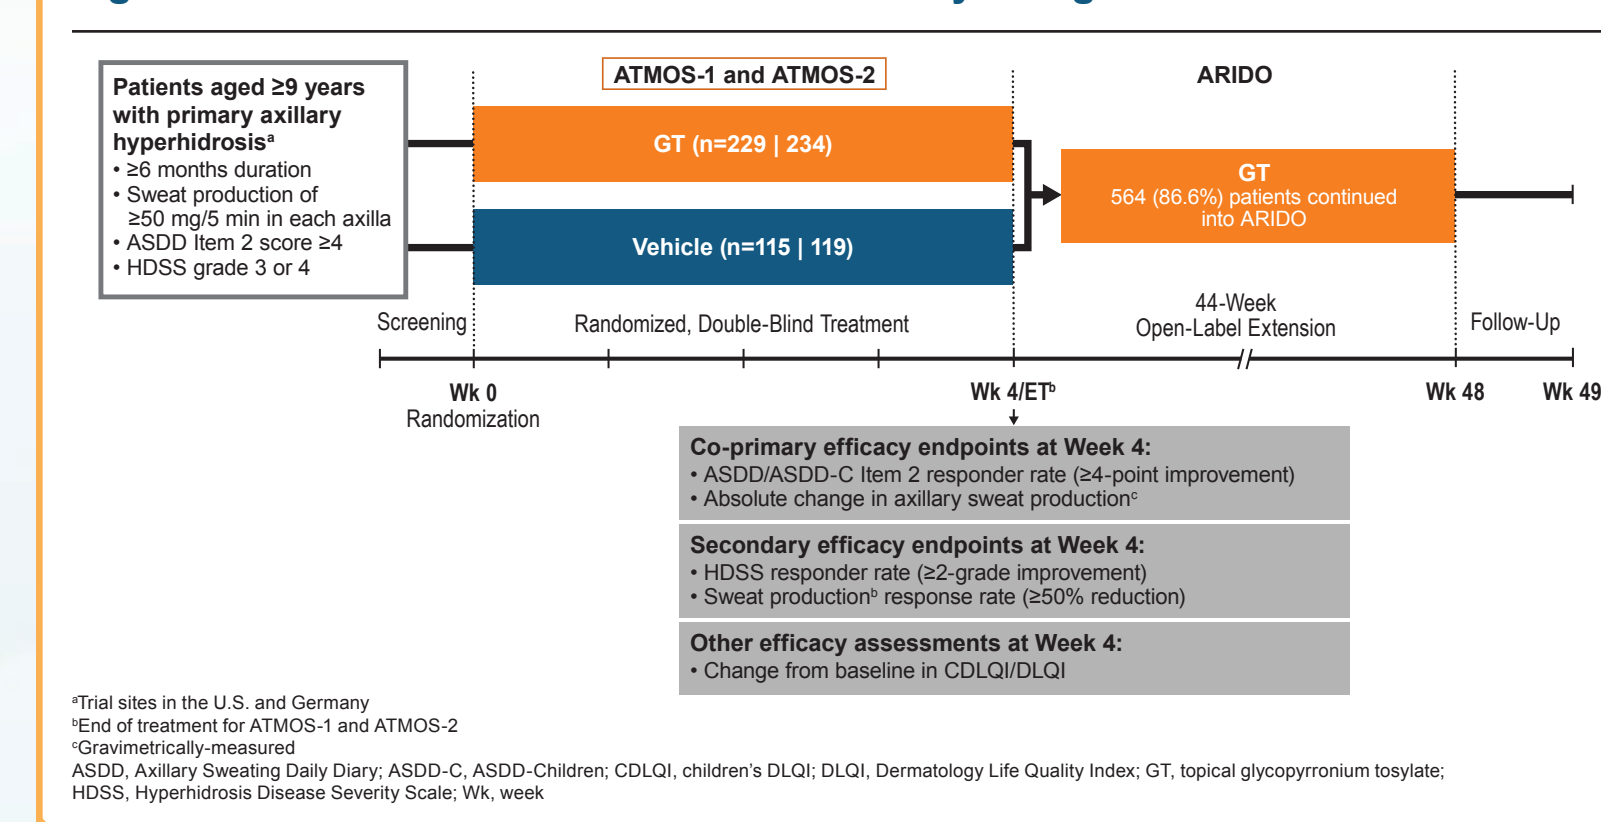 Patients aged ≥9 years
with primary axillary
hyperhidrosisᵃ
• ≥6 months duration
• Sweat production of
≥50 mg/5 min in each axilla
• ASDD Item 2 score ≥4
• HDSS grade 3 or 4
ATMOS-1 and ATMOS-2
GT (n=229 | 234)
Vehicle (n=115 | 119)
ARIDO
GT
564 (86.6%) patients continued
into ARIDO
Screening
Randomized, Double-Blind Treatment
44-Week
Open-Label Extension
Follow-Up
Wk 0
Randomization
Wk 4/ETᵇ
Wk 48
Wk 49
Co-primary efficacy endpoints at Week 4:
• ASDD/ASDD-C Item 2 responder rate (≥4-point improvement)
• Absolute change in axillary sweat productionᶜ
Secondary efficacy endpoints at Week 4:
• HDSS responder rate (≥2-grade improvement)
• Sweat productionᵇ response rate (≥50% reduction)
Other efficacy assessments at Week 4:
• Change from baseline in CDLQI/DLQI
ᵃTrial sites in the U.S. and Germany
ᵇEnd of treatment for ATMOS-1 and ATMOS-2
ᶜGravimetrically-measured
ASDD, Axillary Sweating Daily Diary; ASDD-C, ASDD-Children; CDLQI, children's DLQI; DLQI, Dermatology Life Quality Index; GT, topical glycopyrronium tosylate;
HDSS, Hyperhidrosis Disease Severity Scale; Wk, week